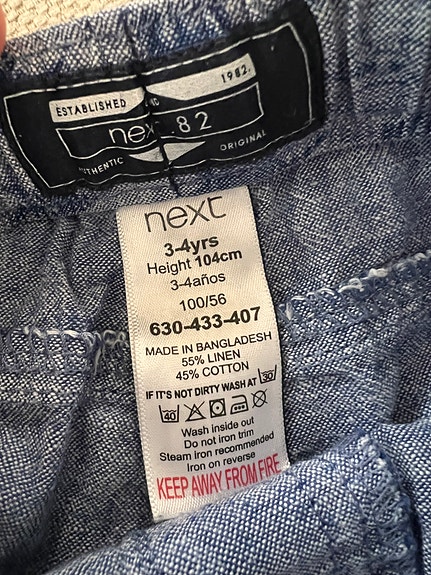 ESTABLISHED 1982.
82
ORIGINAL
next
3-4yrs
Height 104cm
3-4años
100/56
630-433-407
MADE IN BANGLADESH
55% LINEN
45% COTTON
IF IT'S NOT DIRTY WASH AT 30
40
Wash inside out
Do not iron trim
Steam iron recommended
Iron on reverse
KEEP AWAY FROM FIRE